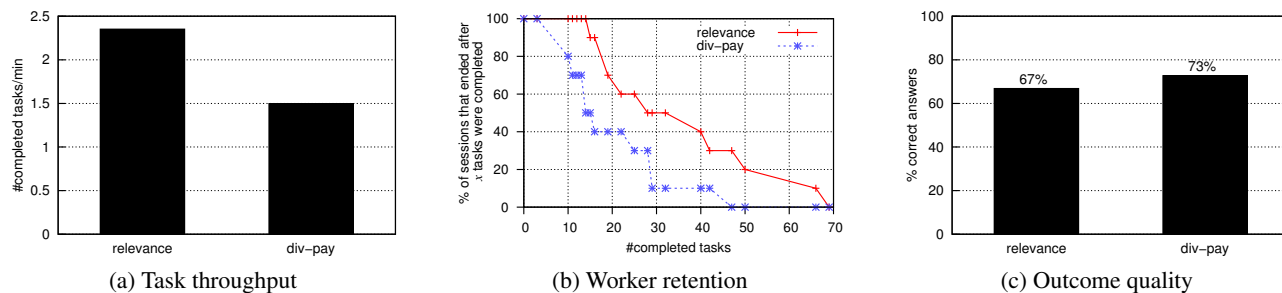 2.5
2
1.5
1
0.5
0
#completed tasks/min
relevance
div−pay
(a) Task throughput
100
80
60
40
20
0
% of sessions that ended after
x tasks were completed
relevance
div−pay
0 10 20 30 40 50 60 70
#completed tasks
(b) Worker retention
100
80
60
40
20
0
% correct answers
67%
73%
relevance
div−pay
(c) Outcome quality